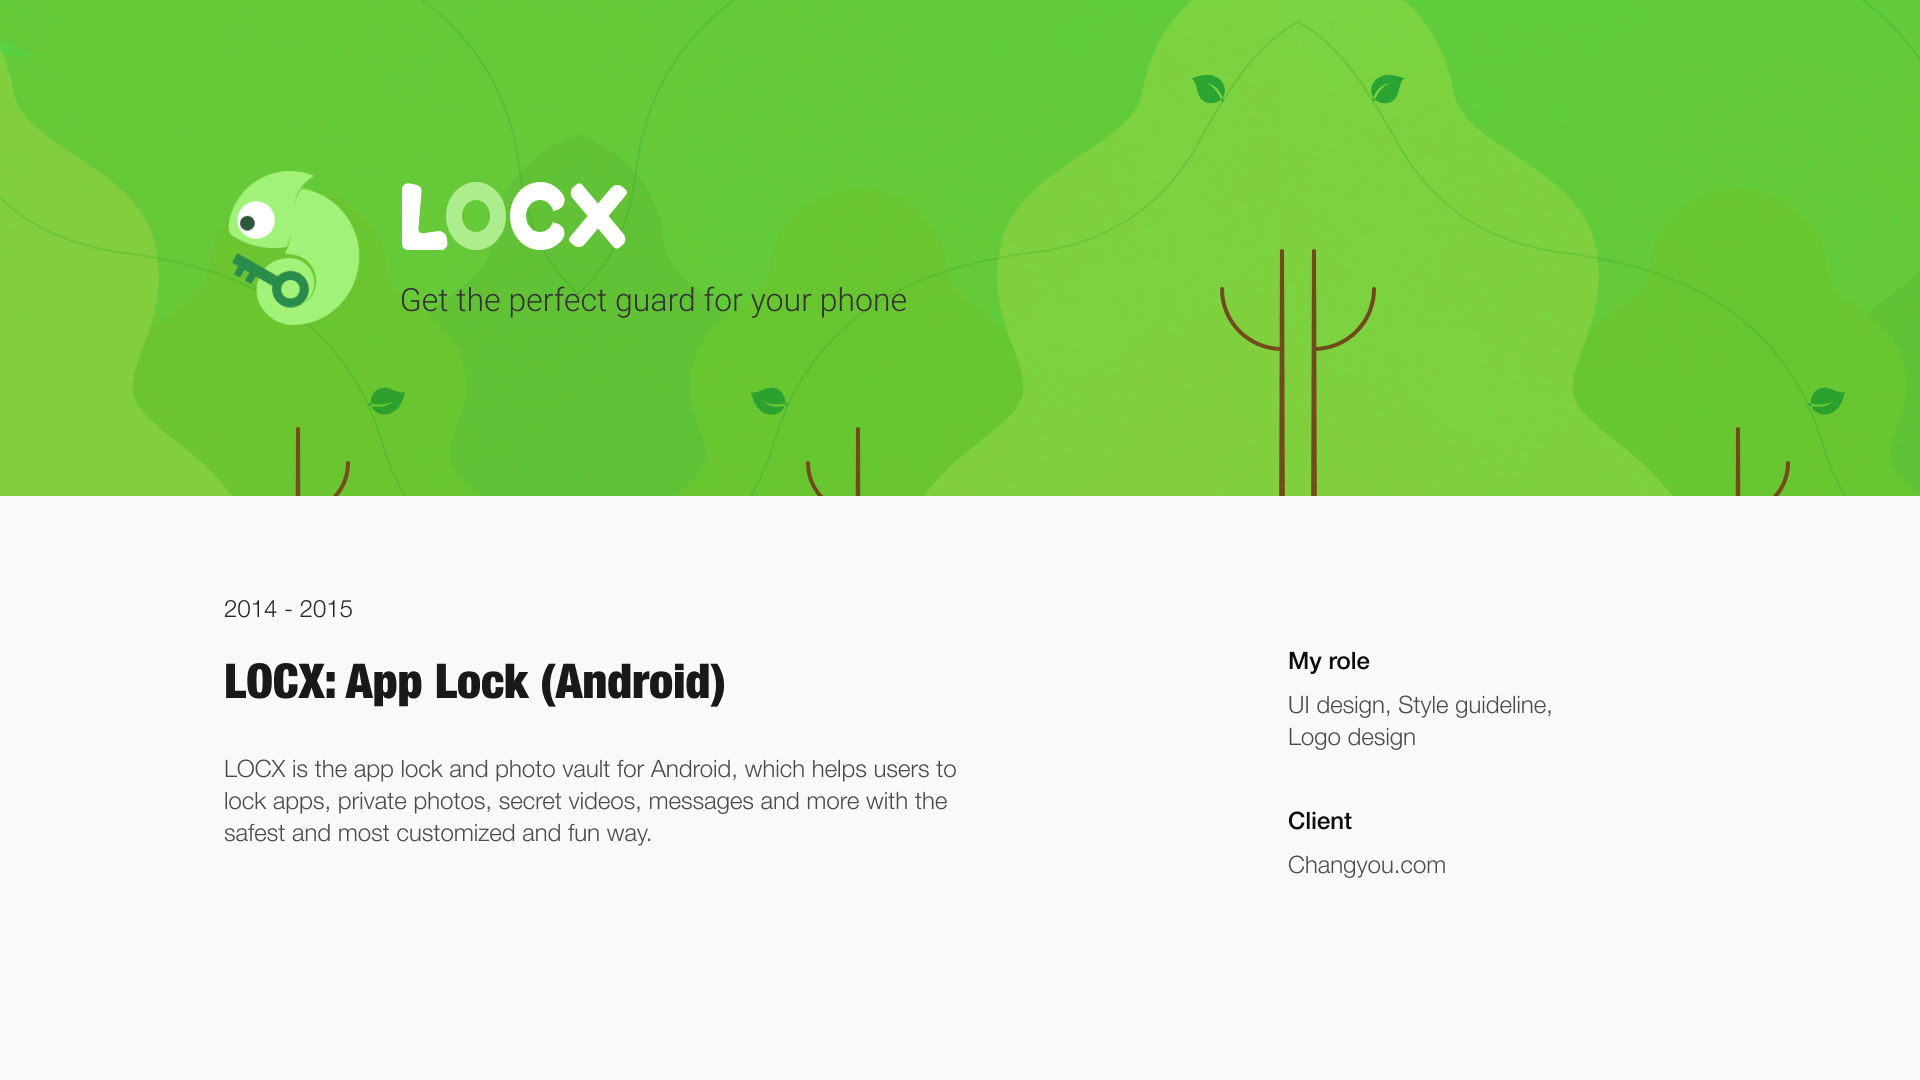 LOCX
Get the perfect guard for your phone
2014 - 2015
LOCX: App Lock (Android)
LOCX is the app lock and photo vault for Android, which helps users to
lock apps, private photos, secret videos, messages and more with the
safest and most customized and fun way.
My role
UI design, Style guideline,
Logo design
Client
Changyou.com